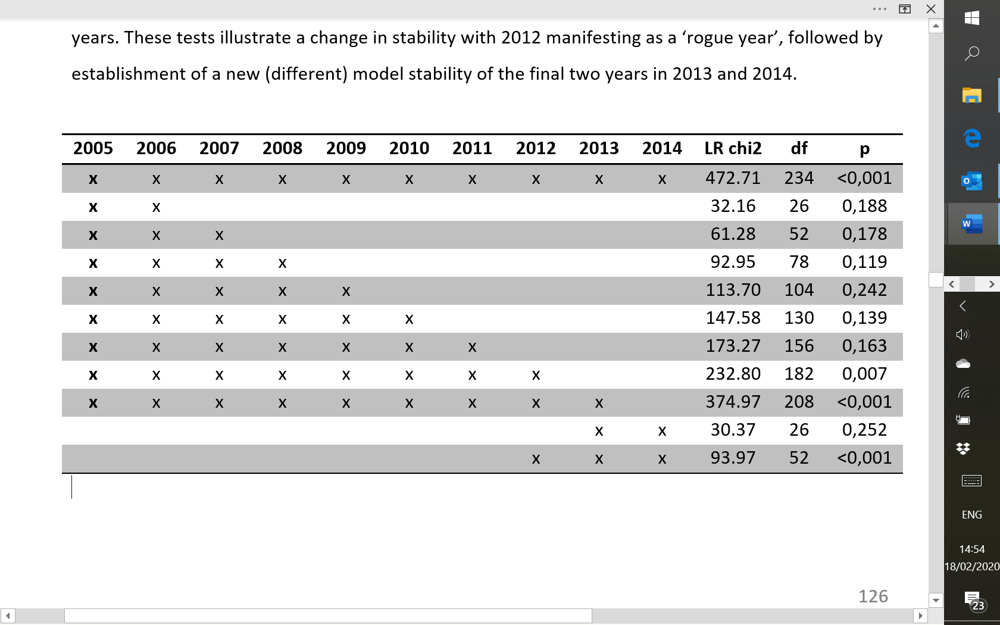 years. These tests illustrate a change in stability with 2012 manifesting as a ‘rogue year’, followed by
establishment of a new (different) model stability of the final two years in 2013 and 2014.
2005 2006 2007 2008 2009 2010 2011 2012 2013 2014 LR chi2 df p
x x x x x x x x x x 472.71 234 <0,001
x x 32.16 26 0,188
x x x 61.28 52 0,178
x x x x 92.95 78 0,119
x x x x x 113.70 104 0,242
x x x x x x 147.58 130 0,139
x x x x x x x 173.27 156 0,163
x x x x x x x x 232.80 182 0,007
x x x x x x x x x 374.97 208 <0,001
x x 30.37 26 0,252
x x x 93.97 52 <0,001
126
O
W
ENG
14:54
18/02/2020
23